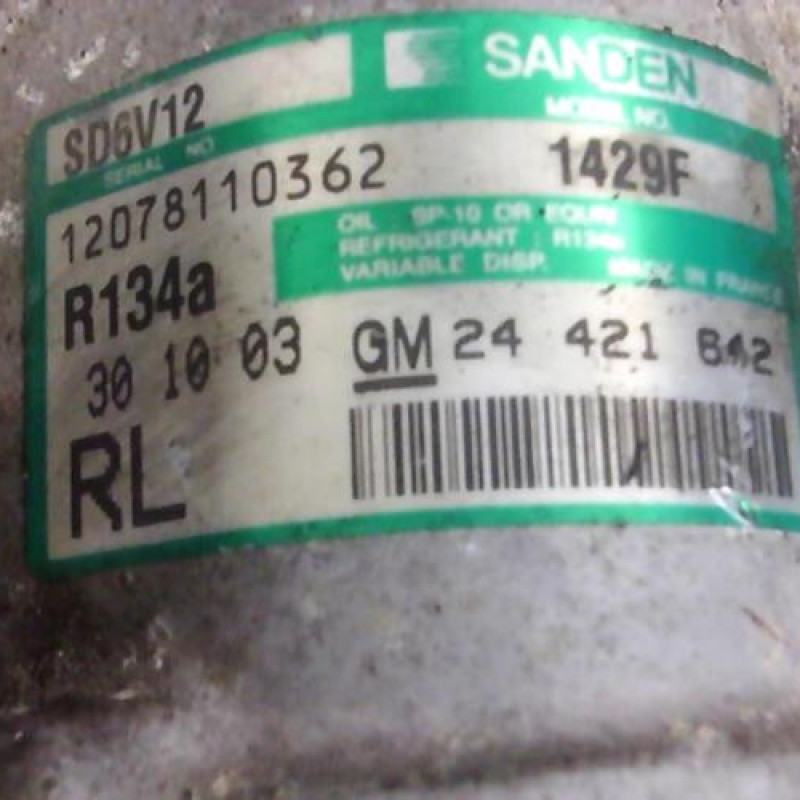 SANDEN
SD6V12
MODEL NO.
SERIAL NO
1429F
12078110362
OIL SP-10 OR EQUIV
REFRIGERANT : R134a
VARIABLE DISP. MADE IN FRANCE
R134a
30 10 03 GM 24 421 642
RL